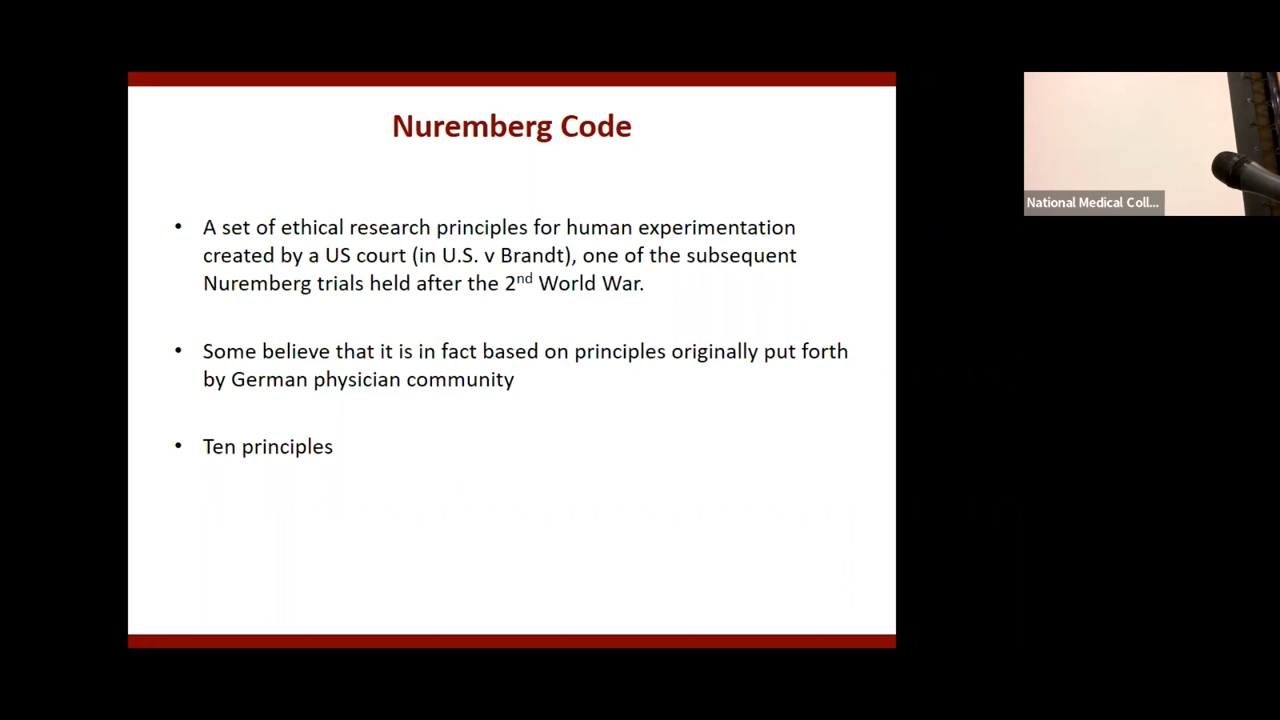 Nuremberg Code
• A set of ethical research principles for human experimentation
created by a US court (in U.S. v Brandt), one of the subsequent
Nuremberg trials held after the 2nd World War.
• Some believe that it is in fact based on principles originally put forth
by German physician community
• Ten principles
National Medical Coll...